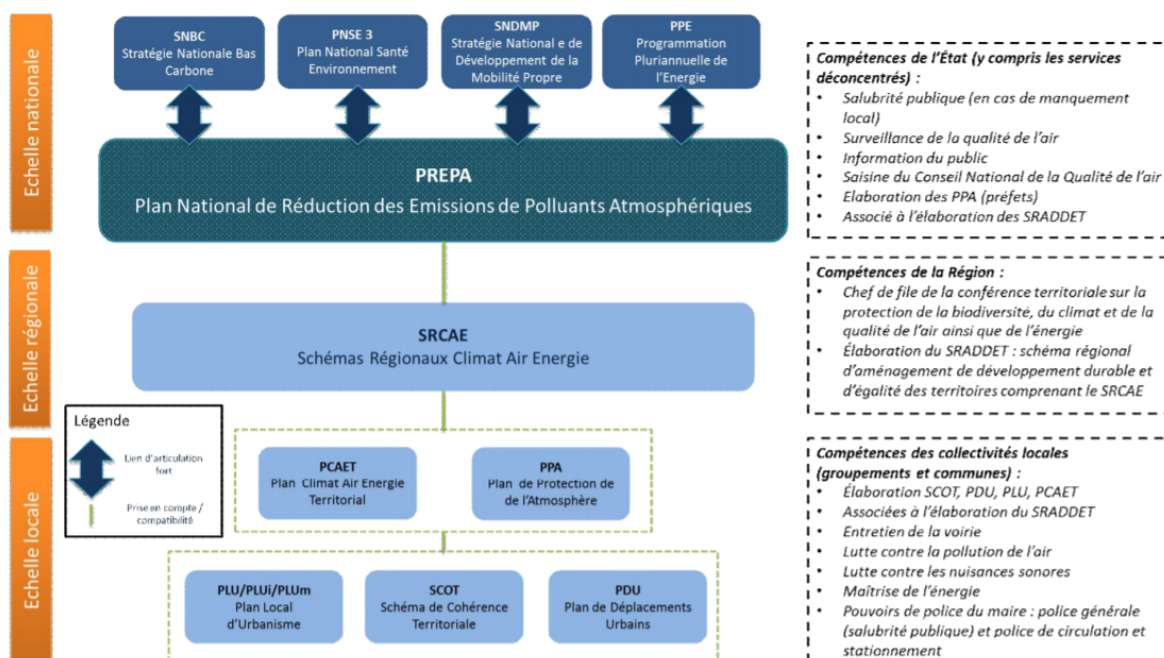 Echelle nationale
SNBC
Stratégie Nationale Bas
Carbone
PNSE 3
Plan National Santé
Environnement
SNDMP
Stratégie National e de
Développement de la
Mobilité Propre
PPE
Programmation
Pluriannuelle de
l'Energie
PREPA
Plan National de Réduction des Emissions de Polluants Atmosphériques
Compétences de l'État (y compris les services
déconcentrés) :
• Salubrité publique (en cas de manquement
local)
• Surveillance de la qualité de l'air
• Information du public
• Saisine du Conseil National de la Qualité de l'air
• Elaboration des PPA (préfets)
• Associé à l'élaboration des SRADDET
Echelle régionale
SRCAE
Schémas Régionaux Climat Air Energie
Compétences de la Région :
• Chef de file de la conférence territoriale sur la
protection de la biodiversité, du climat et de la
qualité de l'air ainsi que de l'énergie
• Élaboration du SRADDET : schéma régional
d'aménagement de développement durable et
d'égalité des territoires comprenant le SRCAE
Légende
Lien d'articulation
fort
Prise en compte /
compatibilité
Echelle locale
PCAET
Plan Climat Air Energie
Territorial
PPA
Plan de Protection de
de l'Atmosphère
PLU/PLUi/PLUm
Plan Local
d'Urbanisme
SCOT
Schéma de Cohérence
Territoriale
PDU
Plan de Déplacements
Urbains
Compétences des collectivités locales
(groupements et communes) :
• Élaboration SCOT, PDU, PLU, PCAET
• Associées à l'élaboration du SRADDET
• Entretien de la voirie
• Lutte contre la pollution de l'air
• Lutte contre les nuisances sonores
• Maîtrise de l'énergie
• Pouvoirs de police du maire : police générale
(salubrité publique) et police de circulation et
stationnement